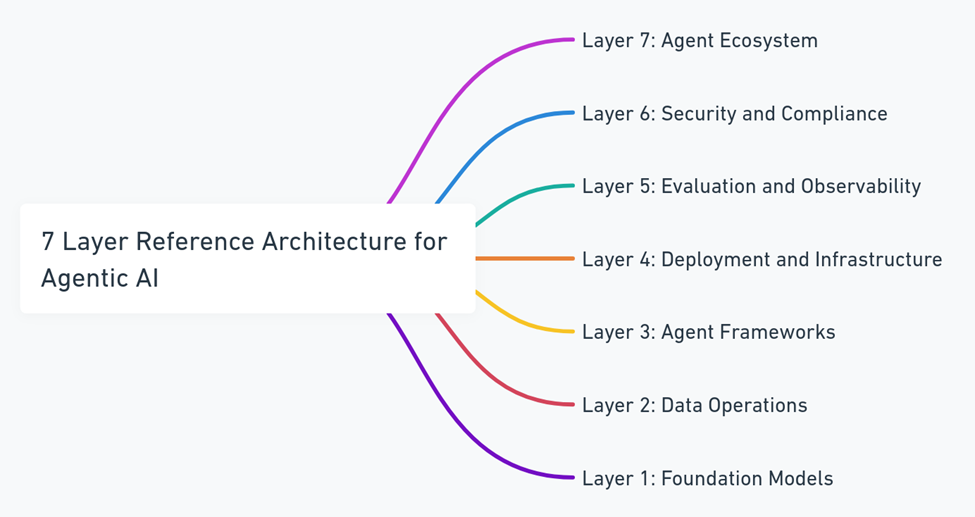 7 Layer Reference Architecture for
Agentic AI
Layer 7: Agent Ecosystem
Layer 6: Security and Compliance
Layer 5: Evaluation and Observability
Layer 4: Deployment and Infrastructure
Layer 3: Agent Frameworks
Layer 2: Data Operations
Layer 1: Foundation Models